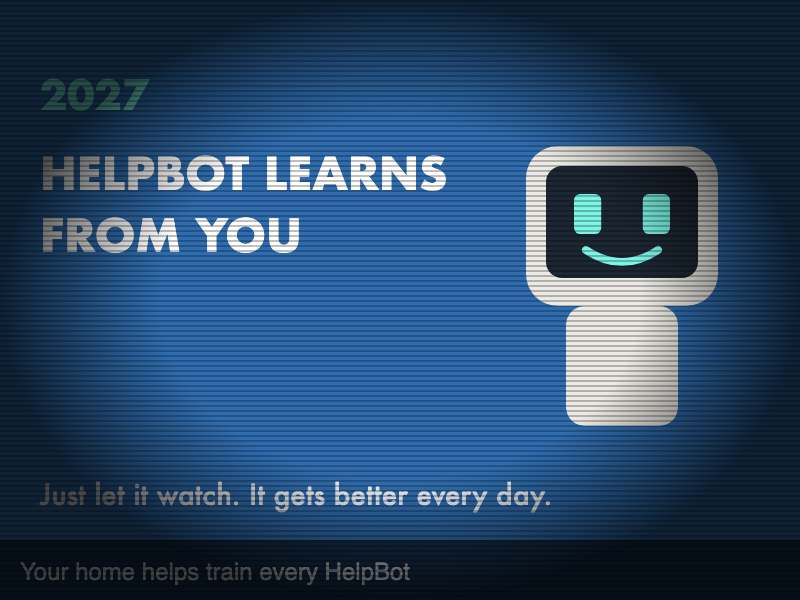 2027
HELPBOT LEARNS
FROM YOU
Just let it watch. It gets better every day.
Your home helps train every HelpBot